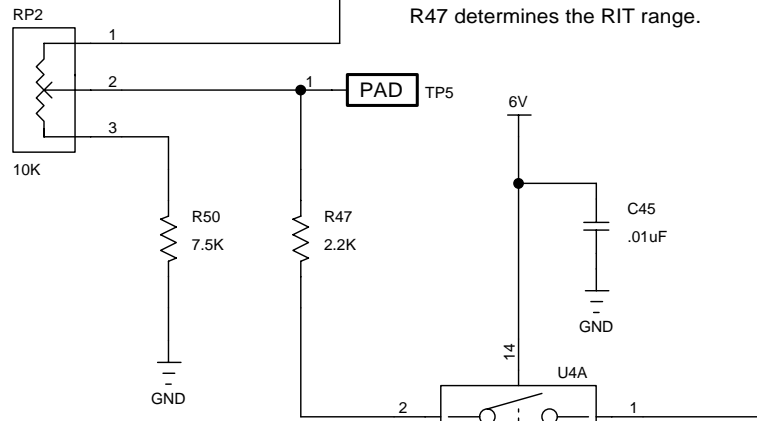 RP2
R47 determines the RIT range.
1
2
1
PAD
TP5
6V
3
10K
R50
7.5K
R47
2.2K
C45
.01uF
GND
14
U4A
GND
2
1